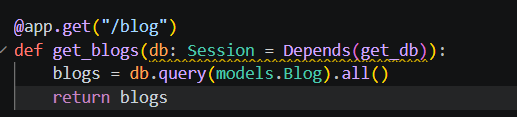 @app.get("/blog")
def get_blogs(db: Session = Depends(get_db)):
    blogs = db.query(models.Blog).all()
    return blogs